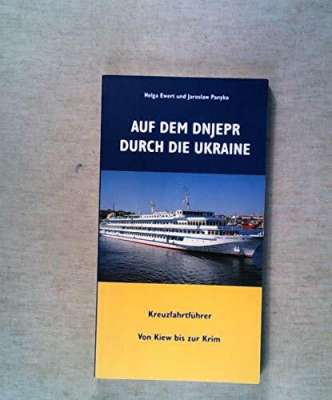 Helga Ewert und Jaroslaw Panyko
AUF DEM DNJEPR
DURCH DIE UKRAINE
Kreuzfahrtführer
Von Kiew bis zur Krim